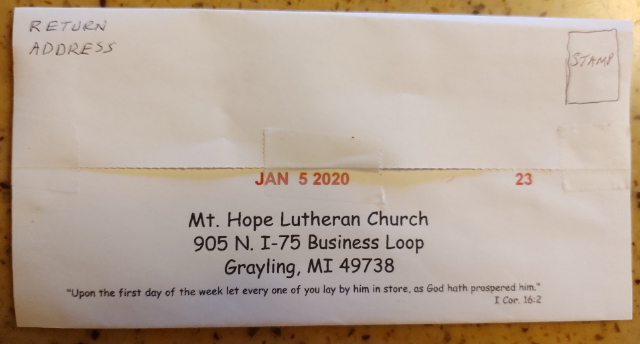 RETURN
ADDRESS
STAMP
JAN 5 2020 23
Mt. Hope Lutheran Church
905 N. I-75 Business Loop
Grayling, MI 49738
"Upon the first day of the week let every one of you lay by him in store, as God hath prospered him."
I Cor. 16:2